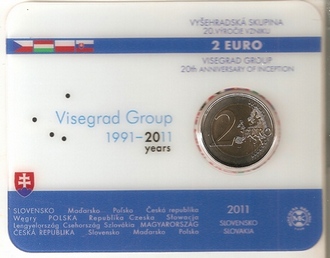 VYŠEHRADSKÁ SKUPINA
20. VÝROČIE VZNIKU
2 EURO
VISEGRAD GROUP
20th ANNIVERSARY OF INCEPTION
Visegrad Group
1991-2011
20 years
2
SLOVENSKO Maďarsko Poľsko Česká republika
Węgry POLSKA Republika Czeska Słowacja
Lengyelország Csehország Szlovákia MAGYARORSZÁG
ČESKÁ REPUBLIKA Slovensko Maďarsko Polsko
2011
SLOVENSKO
SLOVAKIA